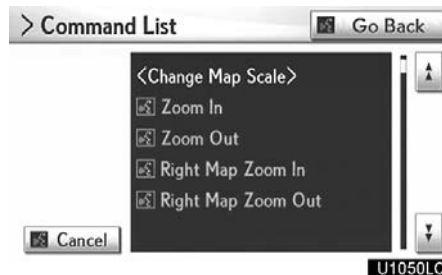 > Command List
Go Back
<Change Map Scale>
Zoom In
Zoom Out
Right Map Zoom In
Right Map Zoom Out
Cancel
U1050LC